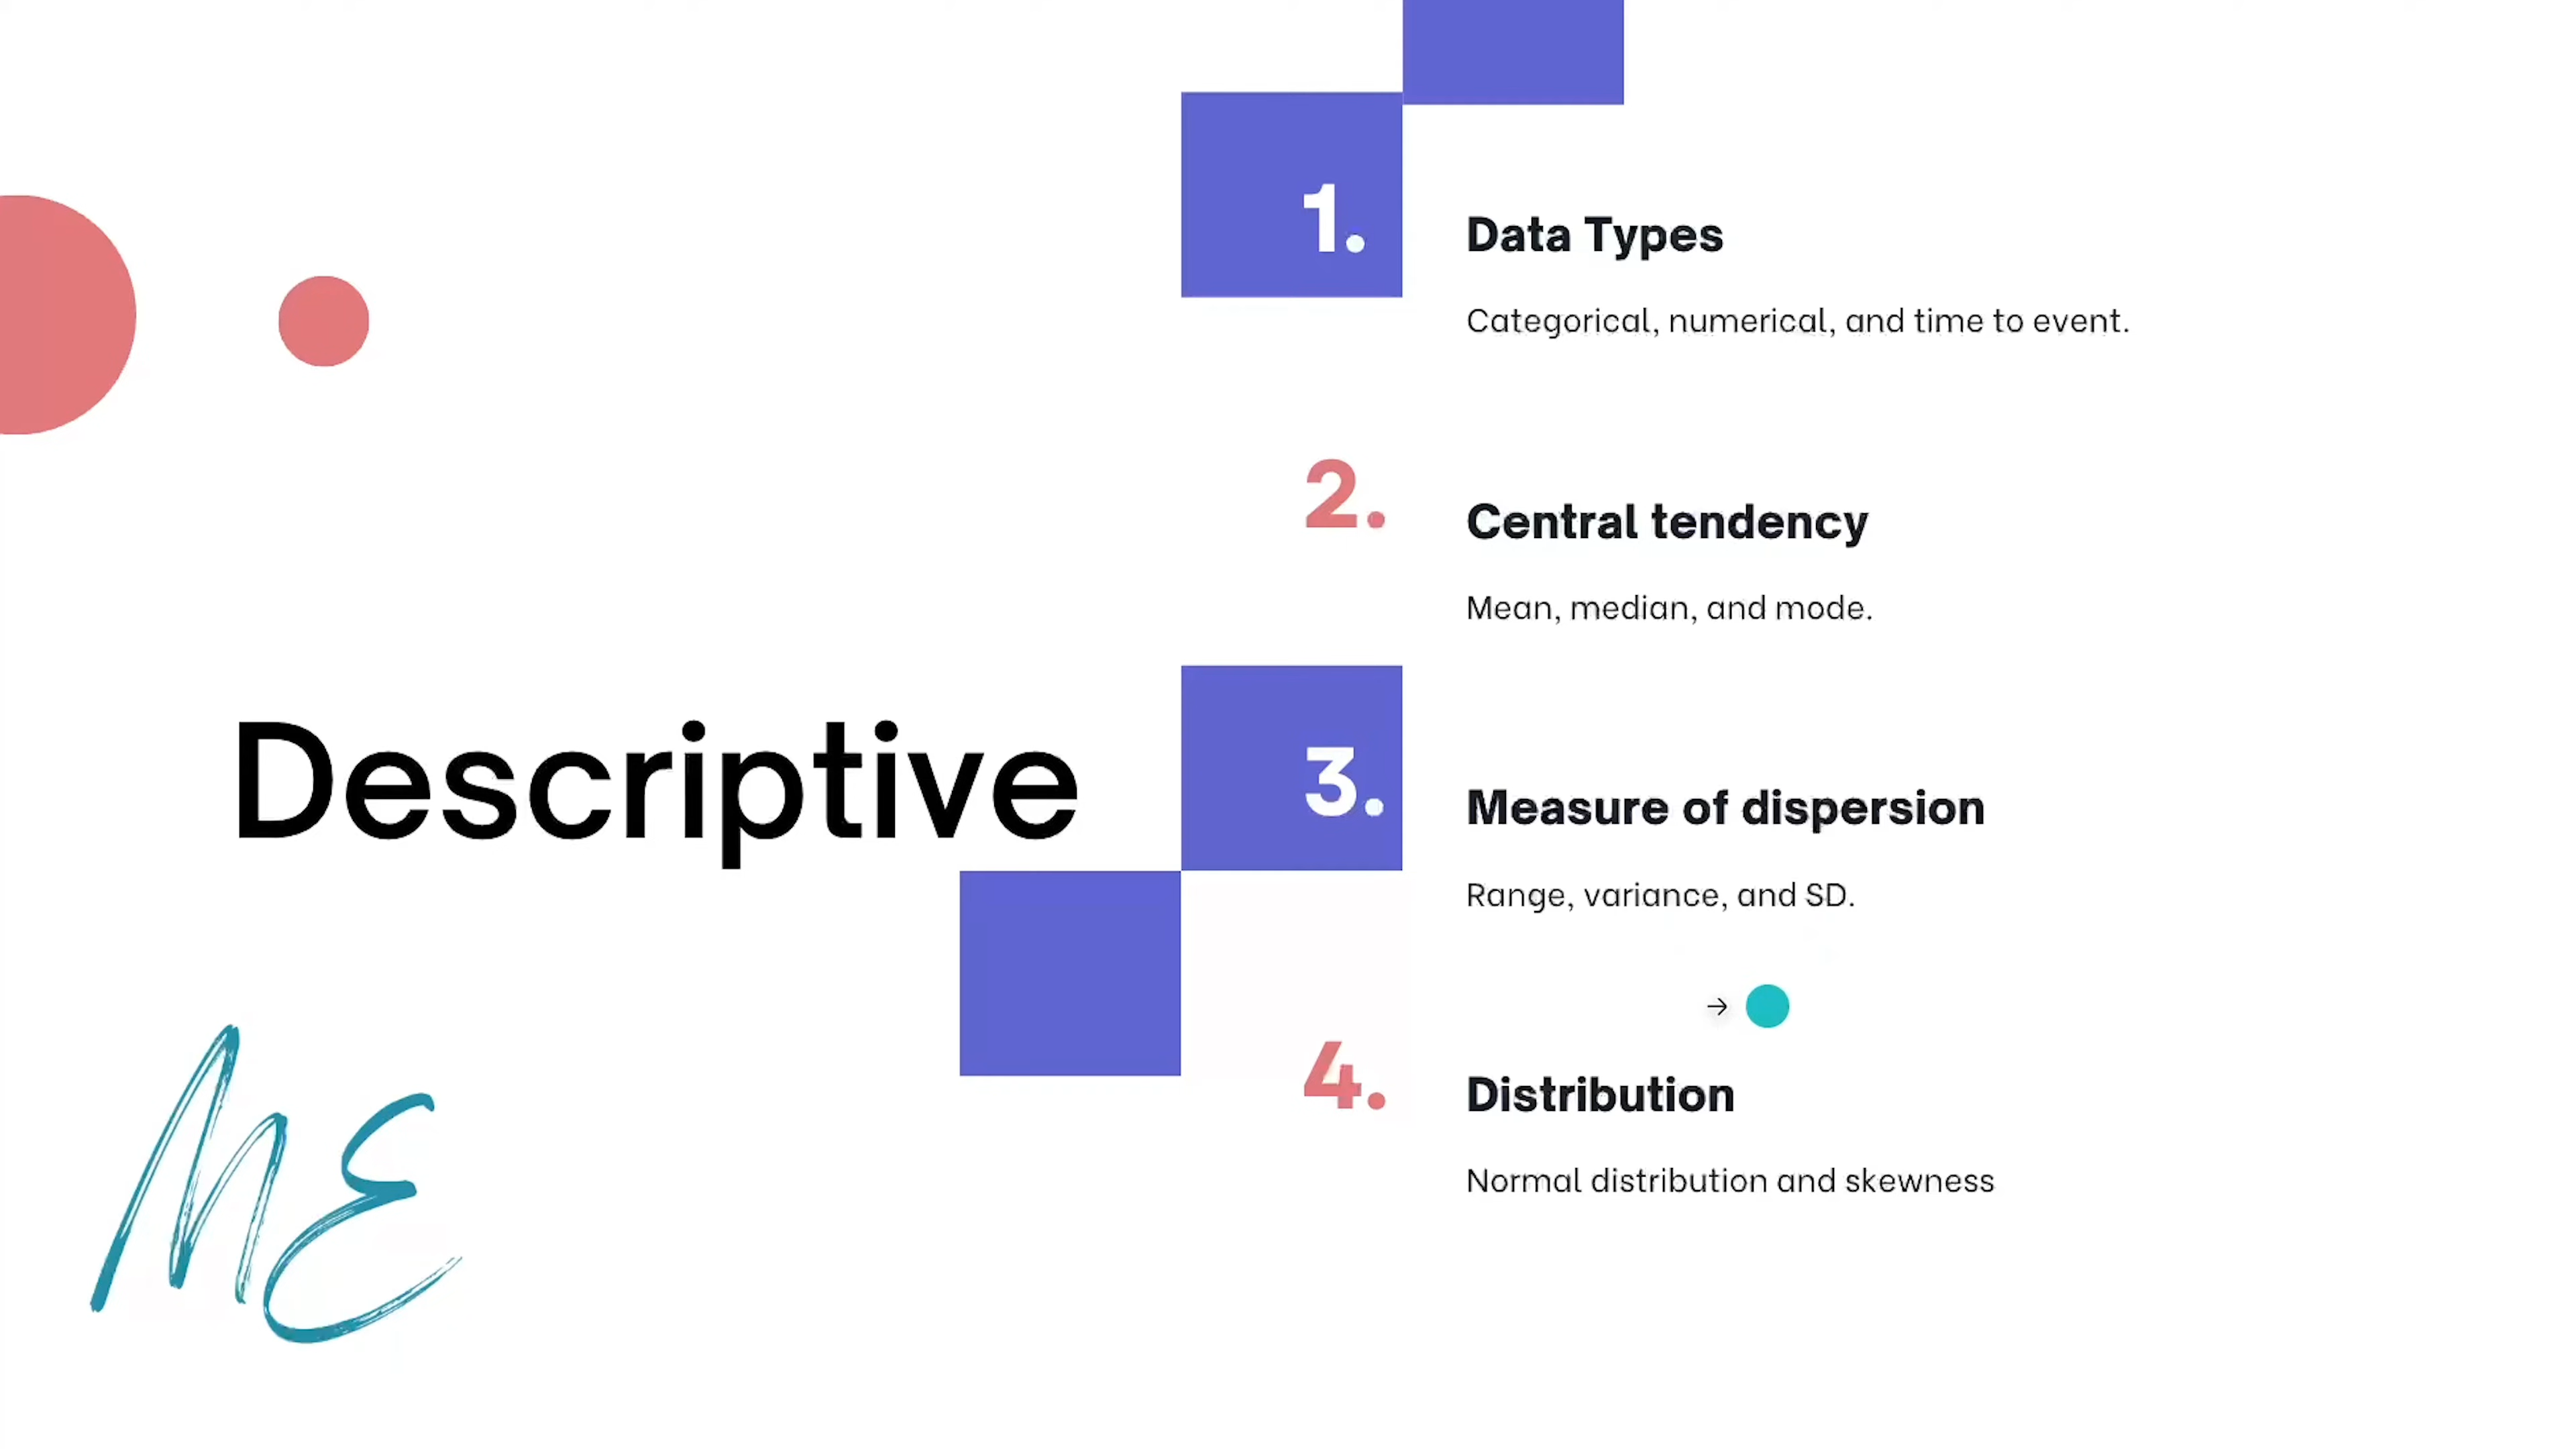 Descriptive
1.
Data Types
Categorical, numerical, and time to event.
2.
Central tendency
Mean, median, and mode.
3.
Measure of dispersion
Range, variance, and SD.
→
4.
Distribution
Normal distribution and skewness
ME